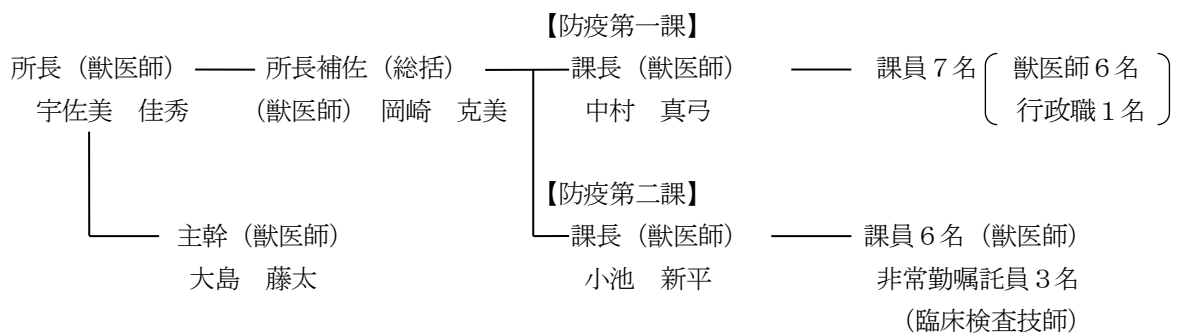 【防疫第一課】
所長（獣医師） 所長補佐（総括） 課長（獣医師） 課員７名 獣医師６名
宇佐美 佳秀 （獣医師） 岡崎 克美 中村 真弓 行政職１名
【防疫第二課】
主幹（獣医師） 課長（獣医師） 課員６名（獣医師）
大島 藤太 小池 新平 非常勤嘱託員３名
（臨床検査技師）